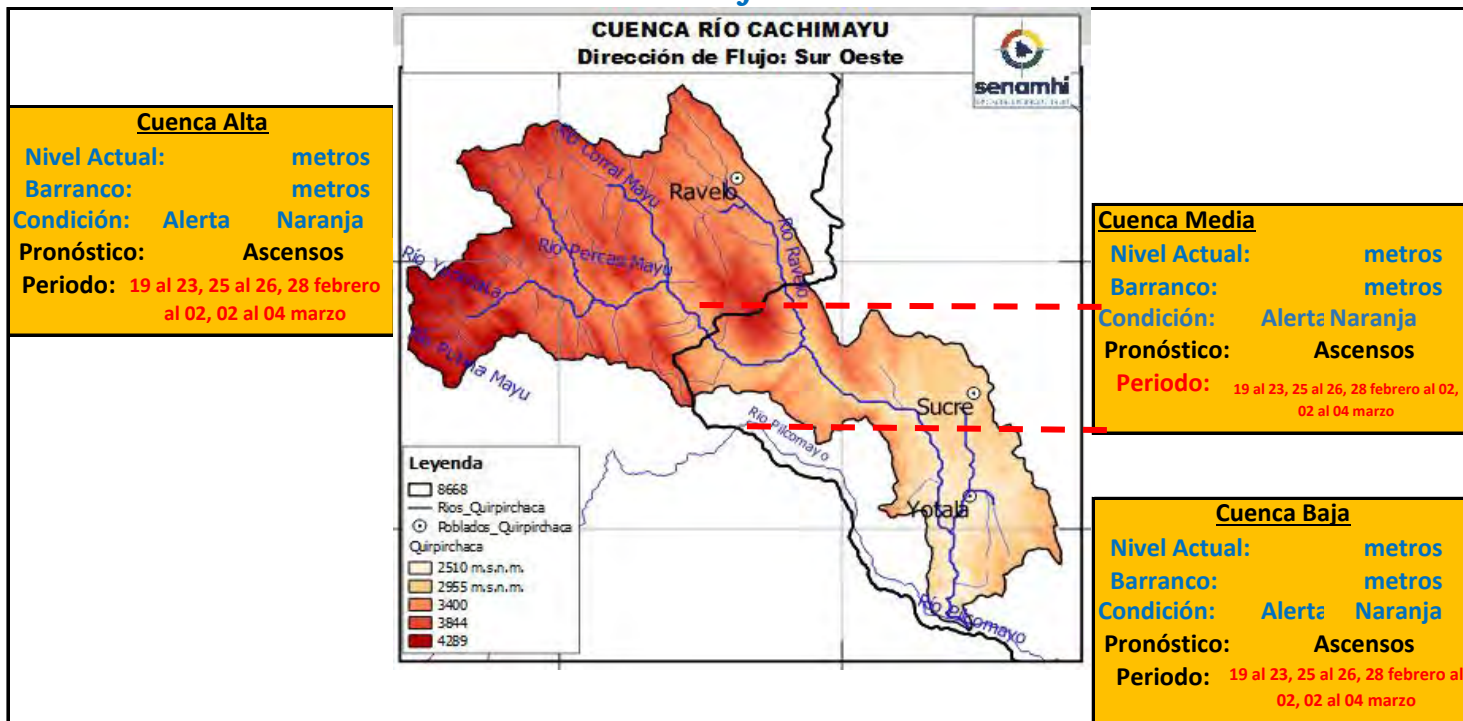 CUENCA RÍO CACHIMAYU
Dirección de Flujo: Sur Oeste
senamhi
Cuenca Alta
Nivel Actual: metros
Barranco: metros
Condición: Alerta Naranja
Pronóstico: Ascensos
Periodo: 19 al 23, 25 al 26, 28 febrero
al 02, 02 al 04 marzo
Río Corral Mayu
Ravelo
Río Ravelo
Río Percas Mayu
Mayu
Sucre
Río Pilcomayo
Yotala
Río Pilcomayo
Leyenda
8668
Rios_Quirpirchaca
Poblados_Quirpirchaca
Quirpirchaca
2510 m.s.n.m.
2955 m.s.n.m.
3400
3844
4289
Cuenca Media
Nivel Actual: metros
Barranco: metros
Condición: Alerta Naranja
Pronóstico: Ascensos
Periodo: 19 al 23, 25 al 26, 28 febrero al 02,
02 al 04 marzo
Cuenca Baja
Nivel Actual: metros
Barranco: metros
Condición: Alerta Naranja
Pronóstico: Ascensos
Periodo: 19 al 23, 25 al 26, 28 febrero al
02, 02 al 04 marzo